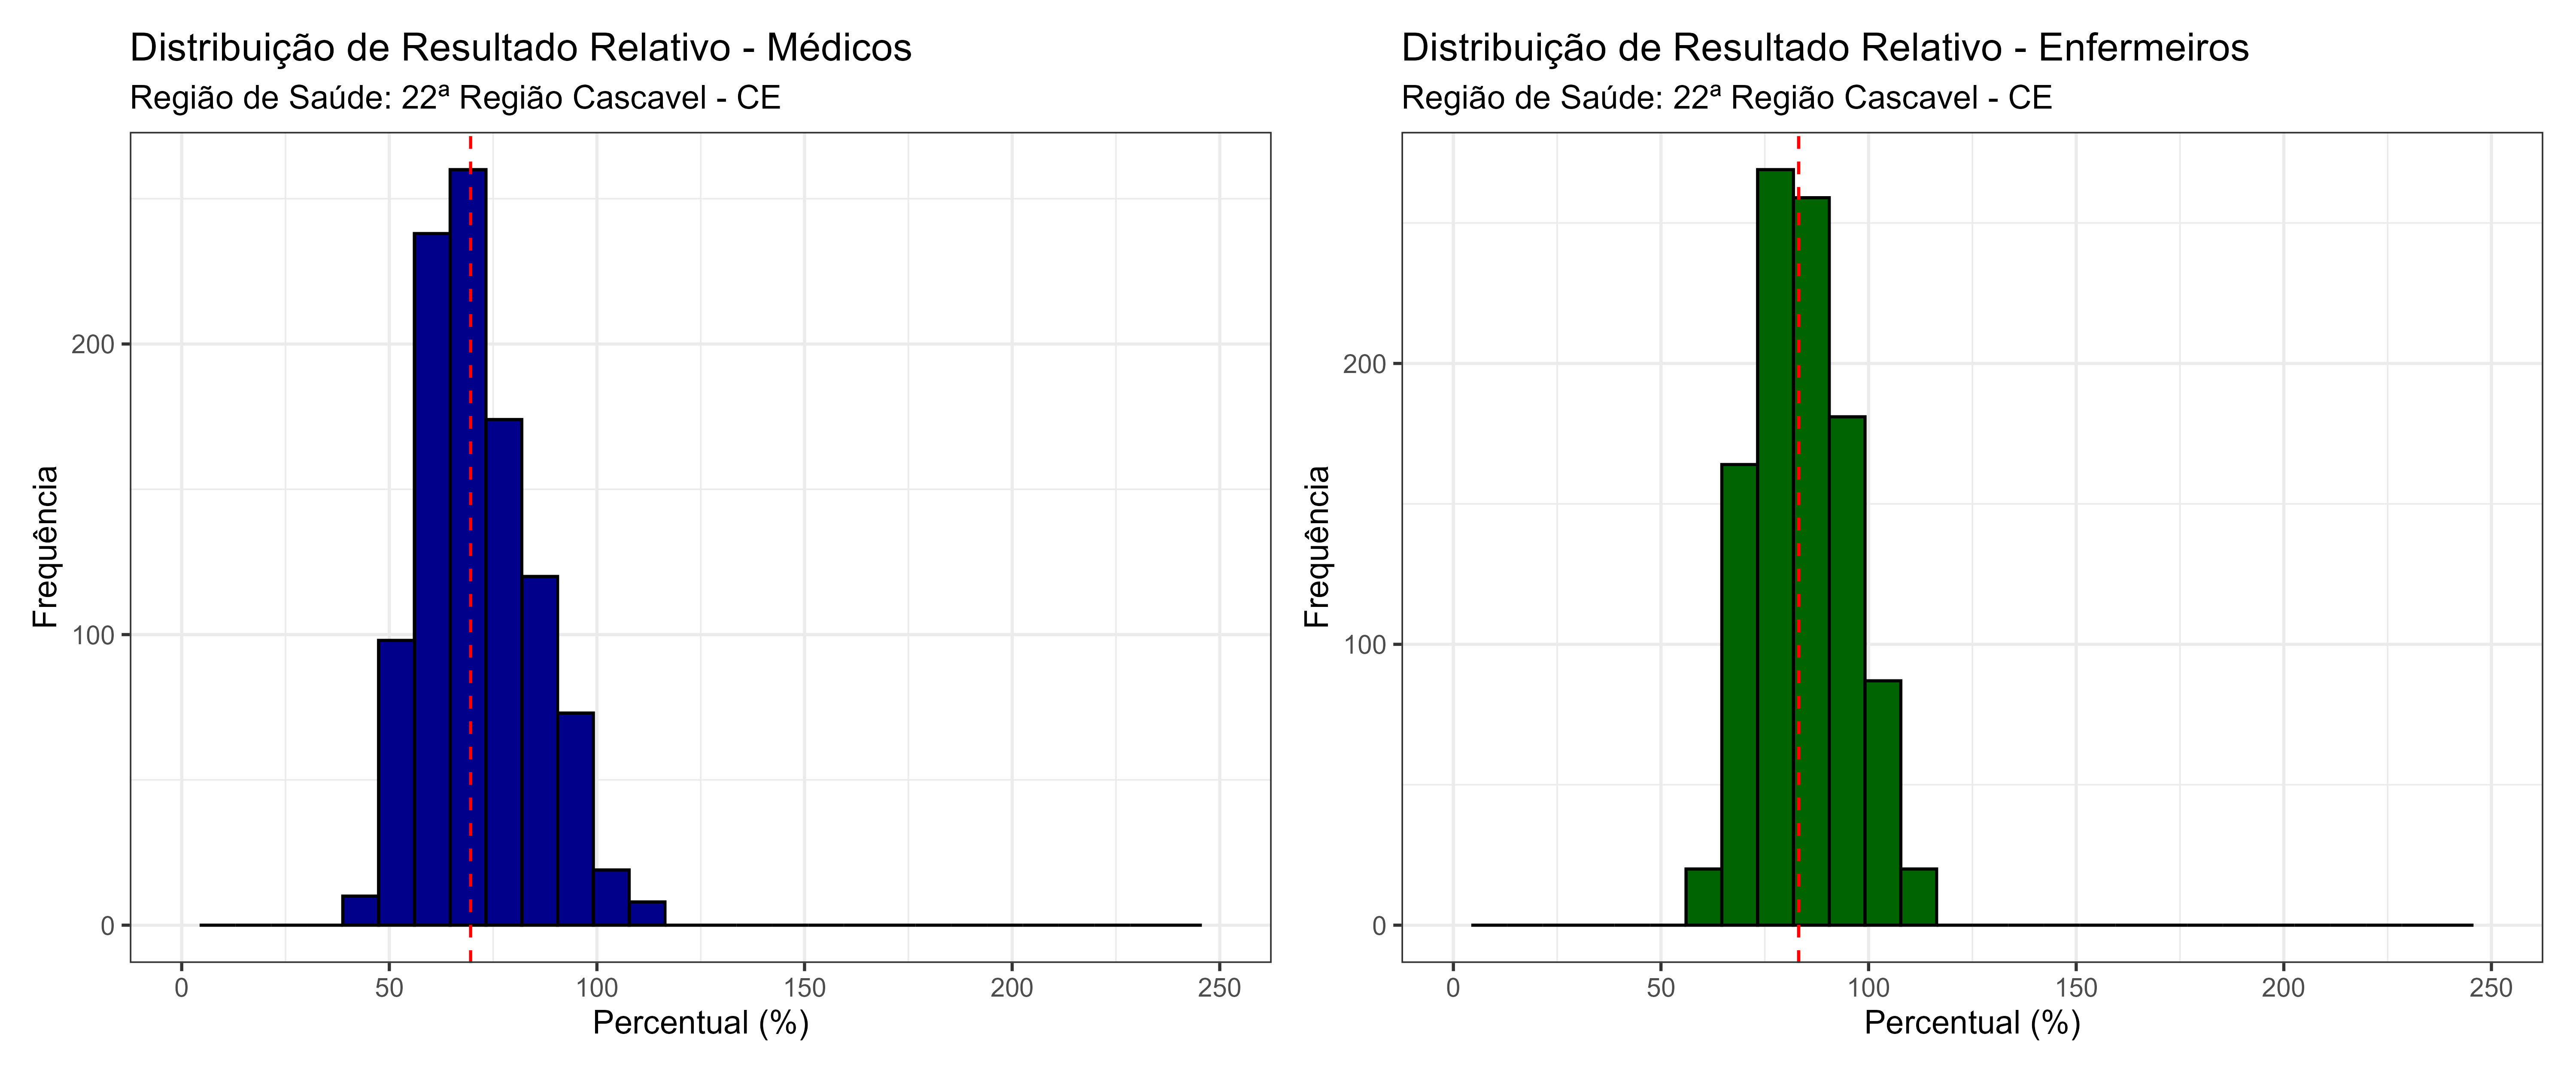 Distribuição de Resultado Relativo - Médicos
Região de Saúde: 22ª Região Cascavel - CE
Frequência
200
100
0
0 50 100 150 200 250
Percentual (%)
Distribuição de Resultado Relativo - Enfermeiros
Região de Saúde: 22ª Região Cascavel - CE
Frequência
200
100
0
0 50 100 150 200 250
Percentual (%)